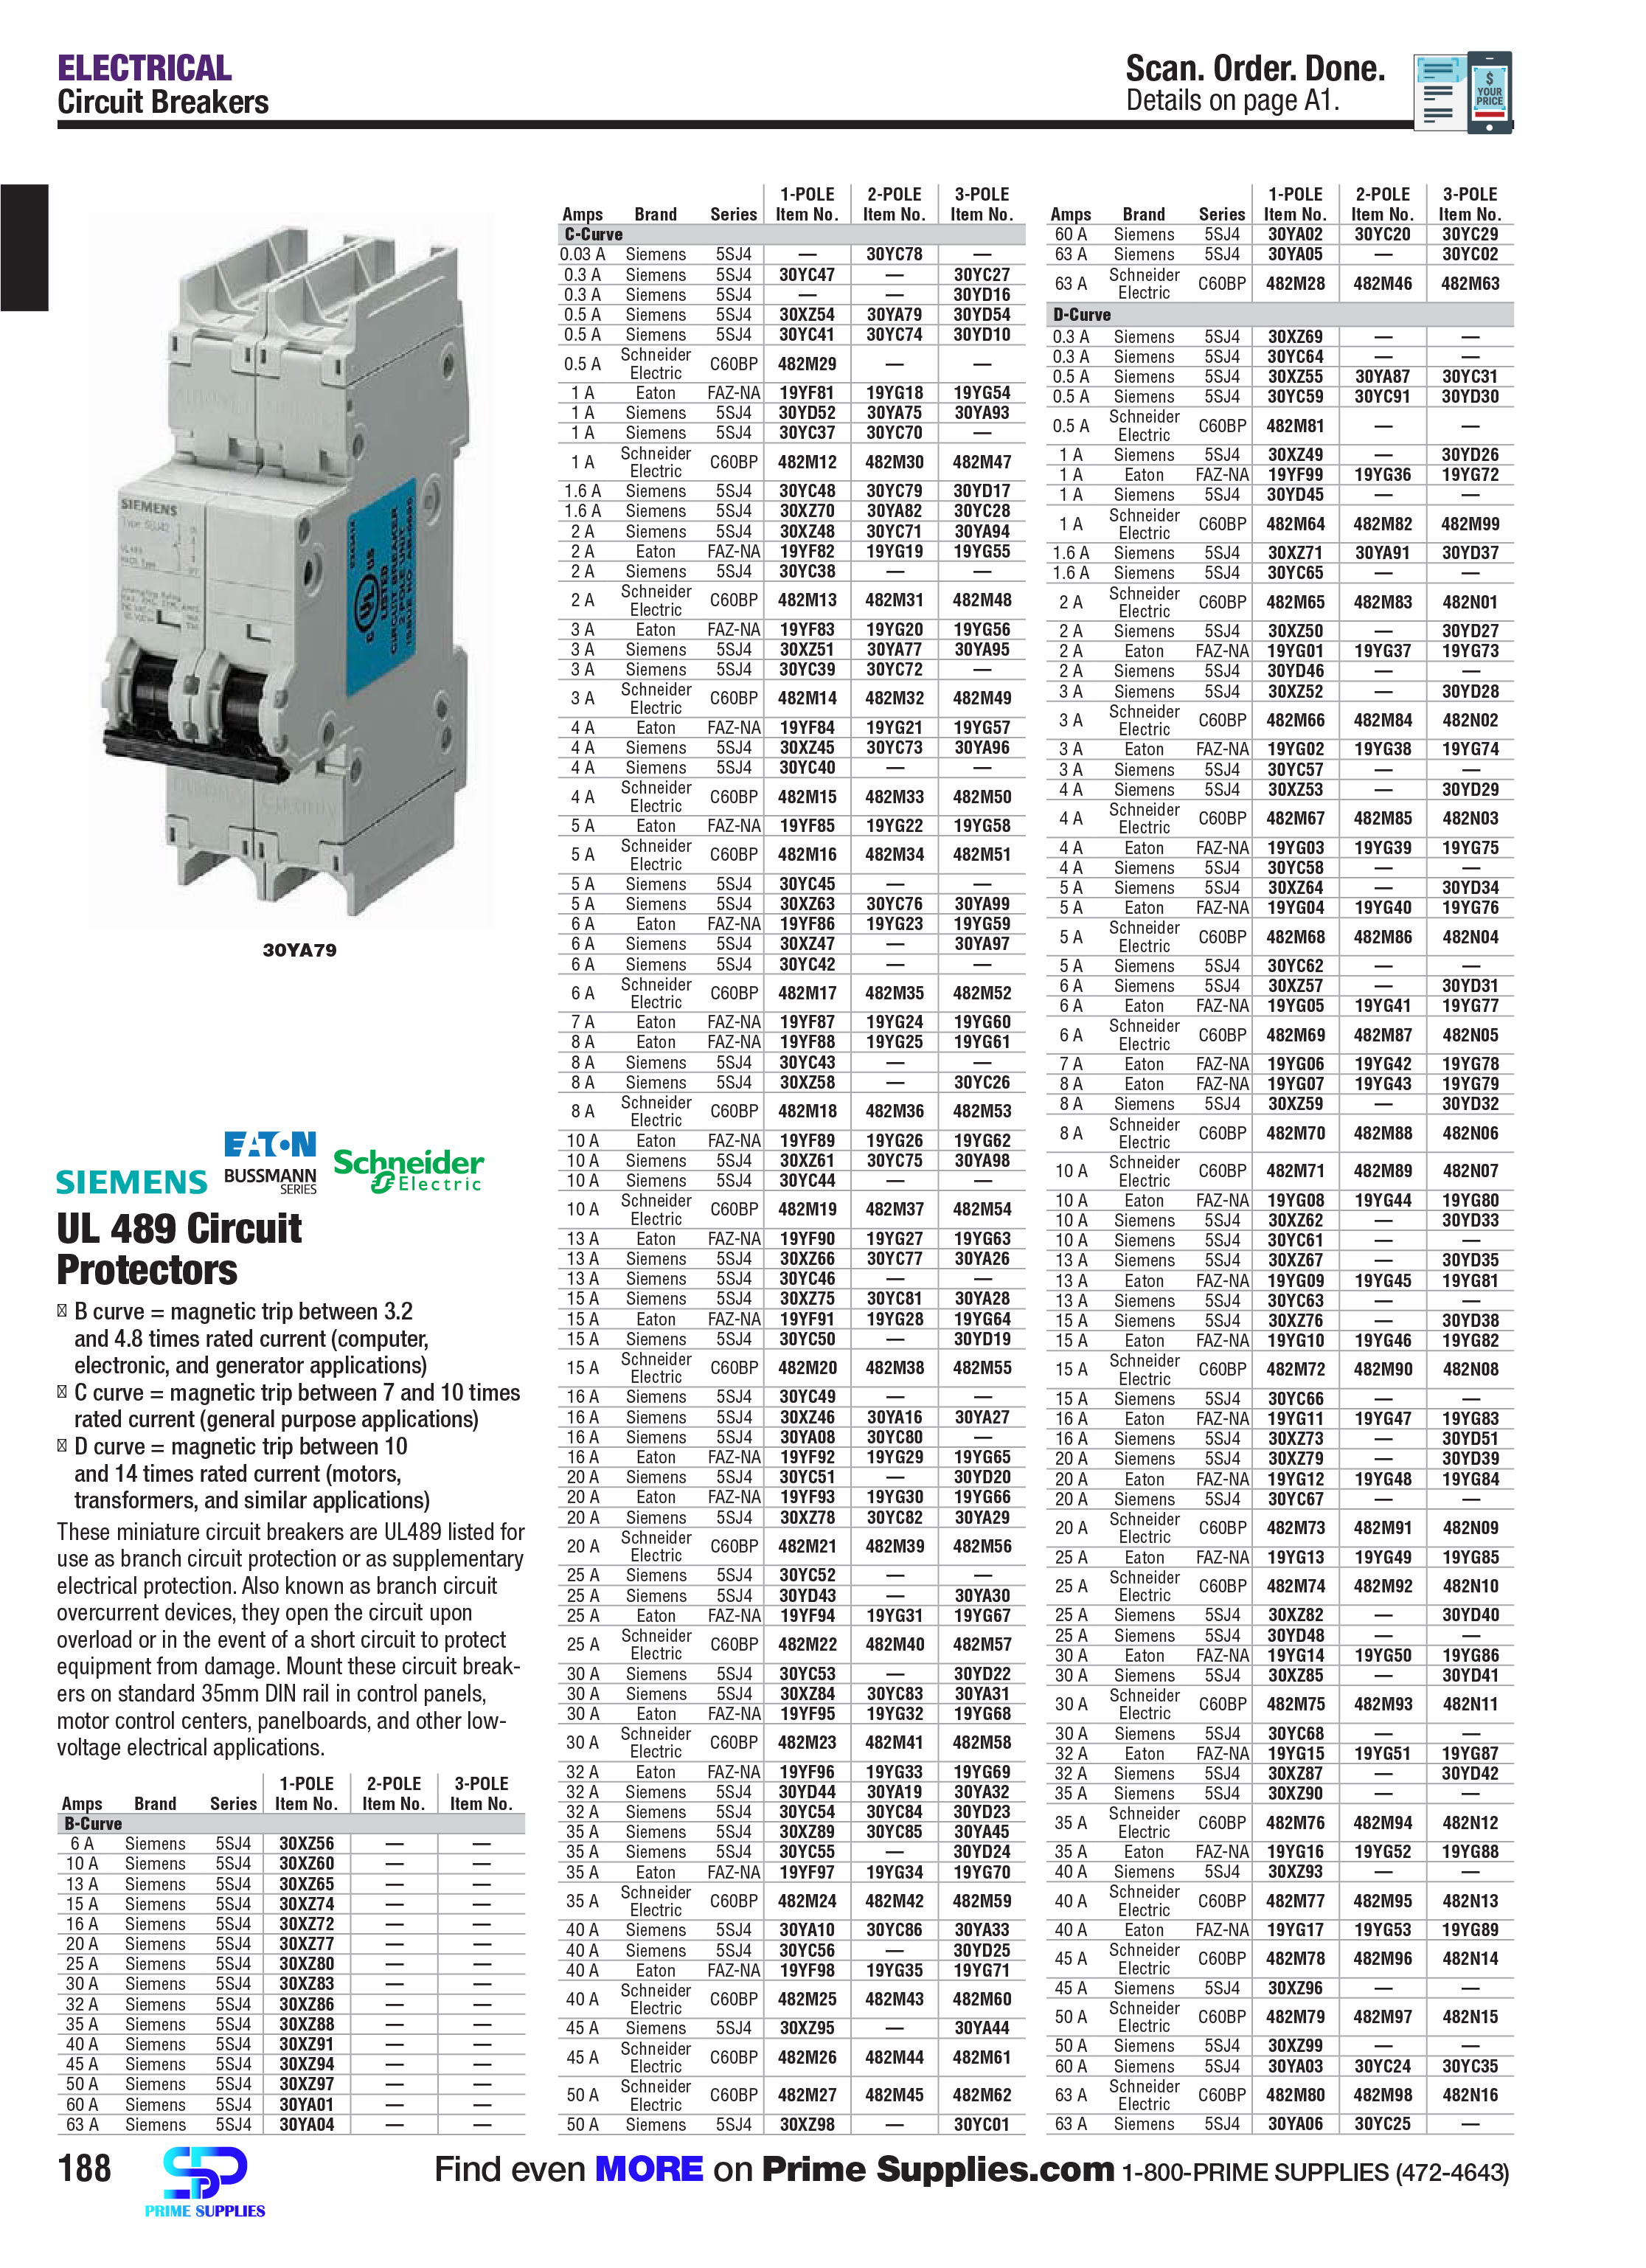 ELECTRICAL
Circuit Breakers
Scan. Order. Done.
Details on page A1.
$
YOUR
PRICE
SIEMENS
UL
LISTED
CIRCUIT BREAKER
2 POLE UNIT
30YA79
SIEMENS
EATON
BUSSMANN
SERIES
Schneider
Electric
UL 489 Circuit
Protectors
B curve = magnetic trip between 3.2
and 4.8 times rated current (computer,
electronic, and generator applications)
C curve = magnetic trip between 7 and 10 times
rated current (general purpose applications)
D curve = magnetic trip between 10
and 14 times rated current (motors,
transformers, and similar applications)
These miniature circuit breakers are UL489 listed for
use as branch circuit protection or as supplementary
electrical protection. Also known as branch circuit
overcurrent devices, they open the circuit upon
overload or in the event of a short circuit to protect
equipment from damage. Mount these circuit break-
ers on standard 35mm DIN rail in control panels,
motor control centers, panelboards, and other low-
voltage electrical applications.
1-POLE 2-POLE 3-POLE
Amps Brand Series Item No. Item No. Item No.
B-Curve
6 A Siemens 5SJ4 30XZ56 — —
10 A Siemens 5SJ4 30XZ60 — —
13 A Siemens 5SJ4 30XZ65 — —
15 A Siemens 5SJ4 30XZ74 — —
16 A Siemens 5SJ4 30XZ72 — —
20 A Siemens 5SJ4 30XZ77 — —
25 A Siemens 5SJ4 30XZ80 — —
30 A Siemens 5SJ4 30XZ83 — —
32 A Siemens 5SJ4 30XZ86 — —
35 A Siemens 5SJ4 30XZ88 — —
40 A Siemens 5SJ4 30XZ91 — —
45 A Siemens 5SJ4 30XZ94 — —
50 A Siemens 5SJ4 30XZ97 — —
60 A Siemens 5SJ4 30YA01 — —
63 A Siemens 5SJ4 30YA04 — —
1-POLE 2-POLE 3-POLE
Amps Brand Series Item No. Item No. Item No.
C-Curve
0.03 A Siemens 5SJ4 — 30YC78 —
0.3 A Siemens 5SJ4 30YC47 — 30YC27
0.3 A Siemens 5SJ4 — — 30YD16
0.5 A Siemens 5SJ4 30XZ54 30YA79 30YD54
0.5 A Siemens 5SJ4 30YC41 30YC74 30YD10
0.5 A Schneider Electric C60BP 482M29 — —
1 A Eaton FAZ-NA 19YF81 19YG18 19YG54
1 A Siemens 5SJ4 30YD52 30YA75 30YA93
1 A Siemens 5SJ4 30YC37 30YC70 —
1 A Schneider Electric C60BP 482M12 482M30 482M47
1.6 A Siemens 5SJ4 30YC48 30YC79 30YD17
1.6 A Siemens 5SJ4 30XZ70 30YA82 30YC28
2 A Siemens 5SJ4 30XZ48 30YC71 30YA94
2 A Eaton FAZ-NA 19YF82 19YG19 19YG55
2 A Siemens 5SJ4 30YC38 — —
2 A Schneider Electric C60BP 482M13 482M31 482M48
3 A Eaton FAZ-NA 19YF83 19YG20 19YG56
3 A Siemens 5SJ4 30XZ51 30YA77 30YA95
3 A Siemens 5SJ4 30YC39 30YC72 —
3 A Schneider Electric C60BP 482M14 482M32 482M49
4 A Eaton FAZ-NA 19YF84 19YG21 19YG57
4 A Siemens 5SJ4 30XZ45 30YC73 30YA96
4 A Siemens 5SJ4 30YC40 — —
4 A Schneider Electric C60BP 482M15 482M33 482M50
5 A Eaton FAZ-NA 19YF85 19YG22 19YG58
5 A Schneider Electric C60BP 482M16 482M34 482M51
5 A Siemens 5SJ4 30YC45 — —
5 A Siemens 5SJ4 30XZ63 30YC76 30YA99
6 A Eaton FAZ-NA 19YF86 19YG23 19YG59
6 A Siemens 5SJ4 30XZ47 — 30YA97
6 A Siemens 5SJ4 30YC42 — —
6 A Schneider Electric C60BP 482M17 482M35 482M52
7 A Eaton FAZ-NA 19YF87 19YG24 19YG60
8 A Eaton FAZ-NA 19YF88 19YG25 19YG61
8 A Siemens 5SJ4 30YC43 — —
8 A Siemens 5SJ4 30XZ58 — 30YC26
8 A Schneider Electric C60BP 482M18 482M36 482M53
10 A Eaton FAZ-NA 19YF89 19YG26 19YG62
10 A Siemens 5SJ4 30XZ61 30YC75 30YA98
10 A Siemens 5SJ4 30YC44 — —
10 A Schneider Electric C60BP 482M19 482M37 482M54
13 A Eaton FAZ-NA 19YF90 19YG27 19YG63
13 A Siemens 5SJ4 30XZ66 30YC77 30YA26
13 A Siemens 5SJ4 30YC46 — —
15 A Siemens 5SJ4 30XZ75 30YC81 30YA28
15 A Eaton FAZ-NA 19YF91 19YG28 19YG64
15 A Siemens 5SJ4 30YC50 — 30YD19
15 A Schneider Electric C60BP 482M20 482M38 482M55
16 A Siemens 5SJ4 30YC49 — —
16 A Siemens 5SJ4 30XZ46 30YA16 30YA27
16 A Siemens 5SJ4 30YA08 30YC80 —
16 A Eaton FAZ-NA 19YF92 19YG29 19YG65
20 A Siemens 5SJ4 30YC51 — 30YD20
20 A Eaton FAZ-NA 19YF93 19YG30 19YG66
20 A Siemens 5SJ4 30XZ78 30YC82 30YA29
20 A Schneider Electric C60BP 482M21 482M39 482M56
25 A Siemens 5SJ4 30YC52 — —
25 A Siemens 5SJ4 30YD43 — 30YA30
25 A Eaton FAZ-NA 19YF94 19YG31 19YG67
25 A Schneider Electric C60BP 482M22 482M40 482M57
30 A Siemens 5SJ4 30YC53 — 30YD22
30 A Siemens 5SJ4 30XZ84 30YC83 30YA31
30 A Eaton FAZ-NA 19YF95 19YG32 19YG68
30 A Schneider Electric C60BP 482M23 482M41 482M58
32 A Eaton FAZ-NA 19YF96 19YG33 19YG69
32 A Siemens 5SJ4 30YD44 30YA19 30YA32
32 A Siemens 5SJ4 30YC54 30YC84 30YD23
35 A Siemens 5SJ4 30XZ89 30YC85 30YA45
35 A Siemens 5SJ4 30YC55 — 30YD24
35 A Eaton FAZ-NA 19YF97 19YG34 19YG70
35 A Schneider Electric C60BP 482M24 482M42 482M59
40 A Siemens 5SJ4 30YA10 30YC86 30YA33
40 A Siemens 5SJ4 30YC56 — 30YD25
40 A Eaton FAZ-NA 19YF98 19YG35 19YG71
40 A Schneider Electric C60BP 482M25 482M43 482M60
45 A Siemens 5SJ4 30XZ95 — 30YA44
45 A Schneider Electric C60BP 482M26 482M44 482M61
50 A Schneider Electric C60BP 482M27 482M45 482M62
50 A Siemens 5SJ4 30XZ98 — 30YC01
1-POLE 2-POLE 3-POLE
Amps Brand Series Item No. Item No. Item No.
60 A Siemens 5SJ4 30YA02 30YC20 30YC29
63 A Siemens 5SJ4 30YA05 — 30YC02
63 A Schneider Electric C60BP 482M28 482M46 482M63
D-Curve
0.3 A Siemens 5SJ4 30XZ69 — —
0.3 A Siemens 5SJ4 30YC64 — —
0.5 A Siemens 5SJ4 30XZ55 30YA87 30YC31
0.5 A Siemens 5SJ4 30YC59 30YC91 30YD30
0.5 A Schneider Electric C60BP 482M81 — —
1 A Siemens 5SJ4 30XZ49 — 30YD26
1 A Eaton FAZ-NA 19YF99 19YG36 19YG72
1 A Siemens 5SJ4 30YD45 — —
1 A Schneider Electric C60BP 482M64 482M82 482M99
1.6 A Siemens 5SJ4 30XZ71 30YA91 30YD37
1.6 A Siemens 5SJ4 30YC65 — —
2 A Schneider Electric C60BP 482M65 482M83 482N01
2 A Siemens 5SJ4 30XZ50 — 30YD27
2 A Eaton FAZ-NA 19YG01 19YG37 19YG73
2 A Siemens 5SJ4 30YD46 — —
3 A Siemens 5SJ4 30XZ52 — 30YD28
3 A Schneider Electric C60BP 482M66 482M84 482N02
3 A Eaton FAZ-NA 19YG02 19YG38 19YG74
3 A Siemens 5SJ4 30YC57 — —
4 A Siemens 5SJ4 30XZ53 — 30YD29
4 A Schneider Electric C60BP 482M67 482M85 482N03
4 A Eaton FAZ-NA 19YG03 19YG39 19YG75
4 A Siemens 5SJ4 30YC58 — —
5 A Siemens 5SJ4 30XZ64 — 30YD34
5 A Eaton FAZ-NA 19YG04 19YG40 19YG76
5 A Schneider Electric C60BP 482M68 482M86 482N04
5 A Siemens 5SJ4 30YC62 — —
6 A Siemens 5SJ4 30XZ57 — 30YD31
6 A Eaton FAZ-NA 19YG05 19YG41 19YG77
6 A Schneider Electric C60BP 482M69 482M87 482N05
7 A Eaton FAZ-NA 19YG06 19YG42 19YG78
8 A Eaton FAZ-NA 19YG07 19YG43 19YG79
8 A Siemens 5SJ4 30XZ59 — 30YD32
8 A Schneider Electric C60BP 482M70 482M88 482N06
10 A Schneider Electric C60BP 482M71 482M89 482N07
10 A Eaton FAZ-NA 19YG08 19YG44 19YG80
10 A Siemens 5SJ4 30XZ62 — 30YD33
10 A Siemens 5SJ4 30YC61 — —
13 A Siemens 5SJ4 30XZ67 — 30YD35
13 A Eaton FAZ-NA 19YG09 19YG45 19YG81
13 A Siemens 5SJ4 30YC63 — —
15 A Siemens 5SJ4 30XZ76 — 30YD38
15 A Eaton FAZ-NA 19YG10 19YG46 19YG82
15 A Schneider Electric C60BP 482M72 482M90 482N08
15 A Siemens 5SJ4 30YC66 — —
16 A Eaton FAZ-NA 19YG11 19YG47 19YG83
16 A Siemens 5SJ4 30XZ73 — 30YD51
20 A Siemens 5SJ4 30XZ79 — 30YD39
20 A Eaton FAZ-NA 19YG12 19YG48 19YG84
20 A Siemens 5SJ4 30YC67 — —
20 A Schneider Electric C60BP 482M73 482M91 482N09
25 A Eaton FAZ-NA 19YG13 19YG49 19YG85
25 A Schneider Electric C60BP 482M74 482M92 482N10
25 A Siemens 5SJ4 30XZ82 — 30YD40
25 A Siemens 5SJ4 30YD48 — —
30 A Eaton FAZ-NA 19YG14 19YG50 19YG86
30 A Siemens 5SJ4 30XZ85 — 30YD41
30 A Schneider Electric C60BP 482M75 482M93 482N11
30 A Siemens 5SJ4 30YC68 — —
32 A Eaton FAZ-NA 19YG15 19YG51 19YG87
32 A Siemens 5SJ4 30XZ87 — 30YD42
35 A Siemens 5SJ4 30XZ90 — —
35 A Schneider Electric C60BP 482M76 482M94 482N12
35 A Eaton FAZ-NA 19YG16 19YG52 19YG88
40 A Siemens 5SJ4 30XZ93 — —
40 A Schneider Electric C60BP 482M77 482M95 482N13
40 A Eaton FAZ-NA 19YG17 19YG53 19YG89
45 A Schneider Electric C60BP 482M78 482M96 482N14
45 A Siemens 5SJ4 30XZ96 — —
50 A Schneider Electric C60BP 482M79 482M97 482N15
50 A Siemens 5SJ4 30XZ99 — —
60 A Siemens 5SJ4 30YA03 30YC24 30YC35
63 A Schneider Electric C60BP 482M80 482M98 482N16
63 A Siemens 5SJ4 30YA06 30YC25 —
188
PRIME SUPPLIES
Find even MORE on Prime Supplies.com 1-800-PRIME SUPPLIES (472-4643)